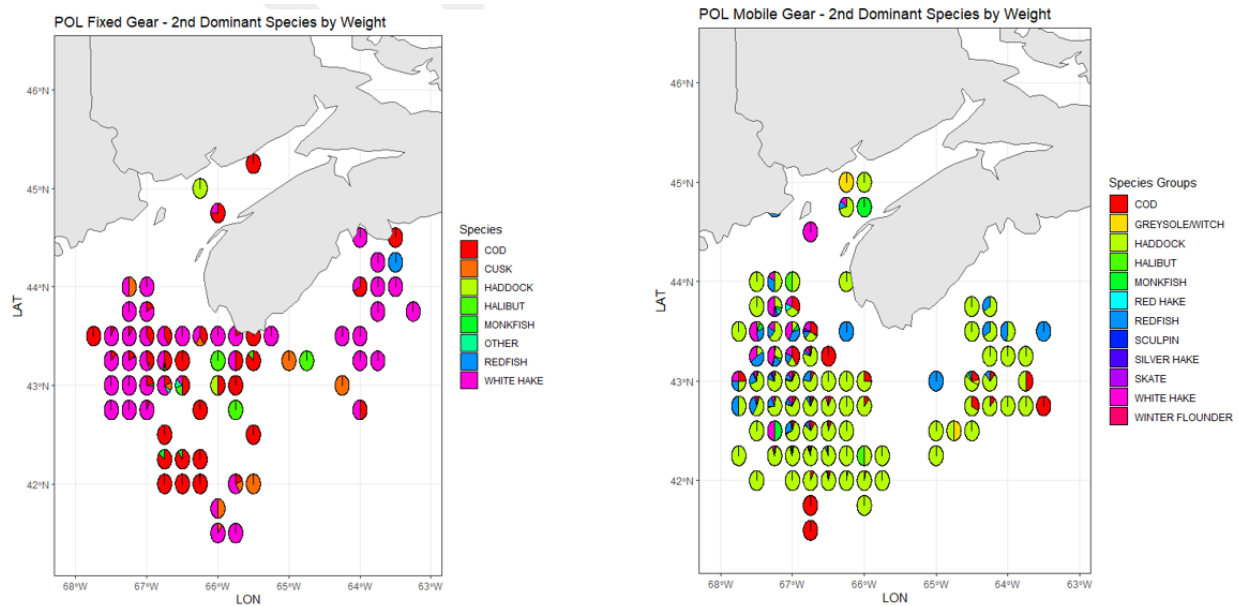 POL Fixed Gear - 2nd Dominant Species by Weight
46°N
45°N
44°N
43°N
42°N
LAT
68°W 67°W 66°W 65°W 64°W 63°W
LON
Species
COD
CUSK
HADDOCK
HALIBUT
MONKFISH
OTHER
REDFISH
WHITE HAKE
POL Mobile Gear - 2nd Dominant Species by Weight
46°N
45°N
44°N
43°N
42°N
LAT
68°W 67°W 66°W 65°W 64°W 63°W
LON
Species Groups
COD
GREYSOLE/WITCH
HADDOCK
HALIBUT
MONKFISH
RED HAKE
REDFISH
SCULPIN
SILVER HAKE
SKATE
WHITE HAKE
WINTER FLOUNDER